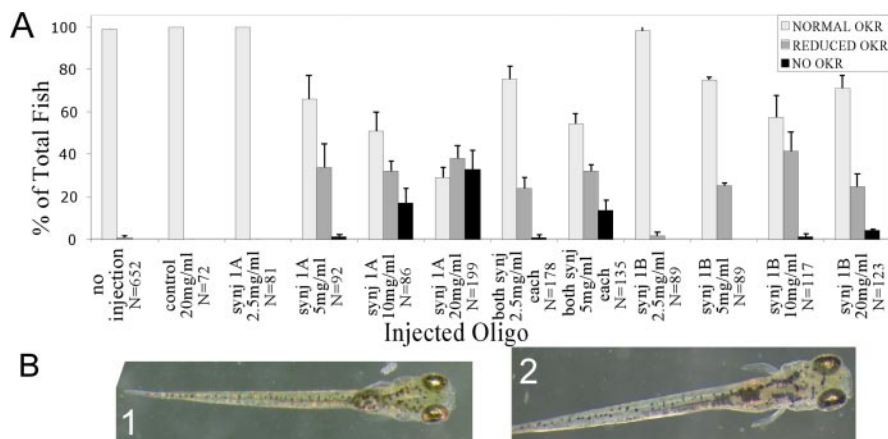 A
NORMAL OKR
REDUCED OKR
NO OKR
% of Total Fish
100
80
60
40
20
0
no
injection
N=652
control
20mg/ml
N=72
synj 1A
2.5mg/ml
N=81
synj 1A
5mg/ml
N=92
synj 1A
10mg/ml
N=86
synj 1A
20mg/ml
N=199
both synj
2.5mg/ml
each
N=178
both synj
5mg/ml
each
N=135
synj 1B
2.5mg/ml
N=89
synj 1B
5mg/ml
N=89
synj 1B
10mg/ml
N=117
synj 1B
20mg/ml
N=123
Injected Oligo
B
1
2